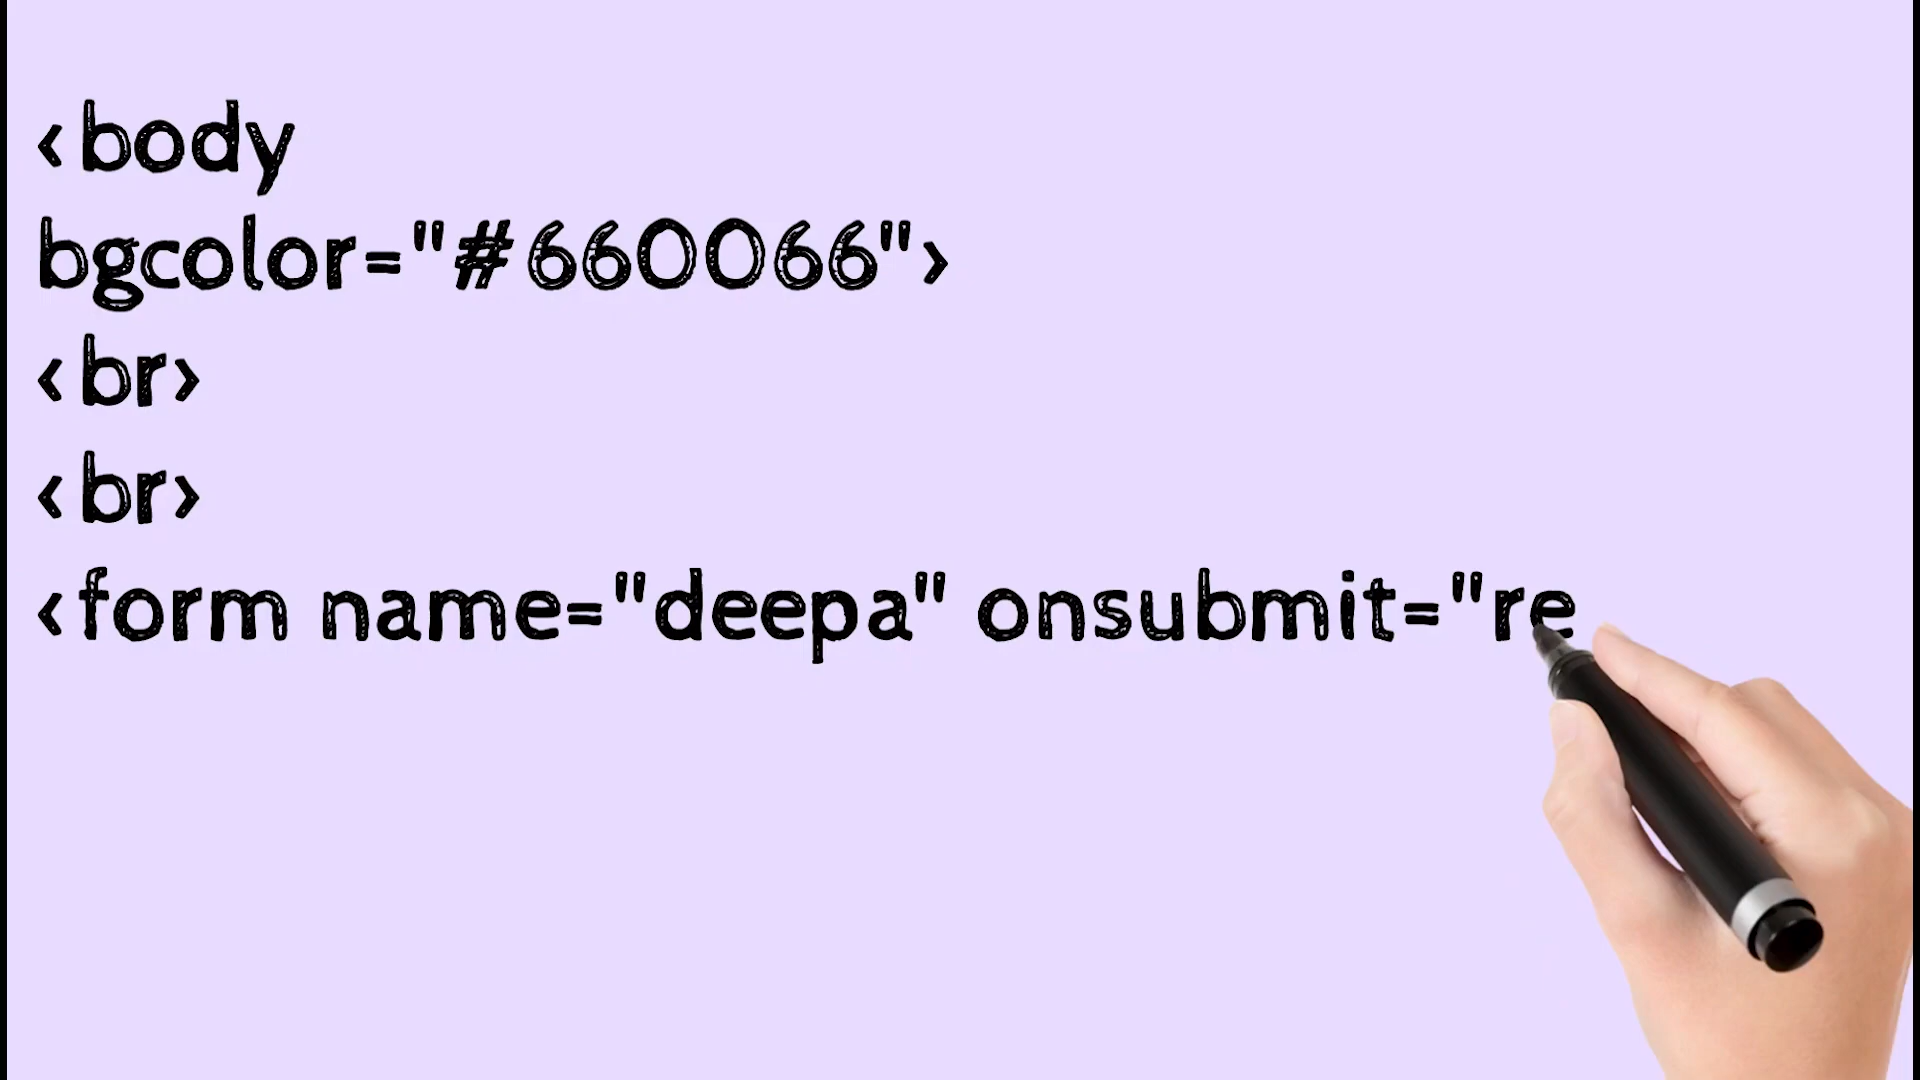 <body
bgcolor="#660066">
<br>
<br>
<form name="deepa" onsubmit="re